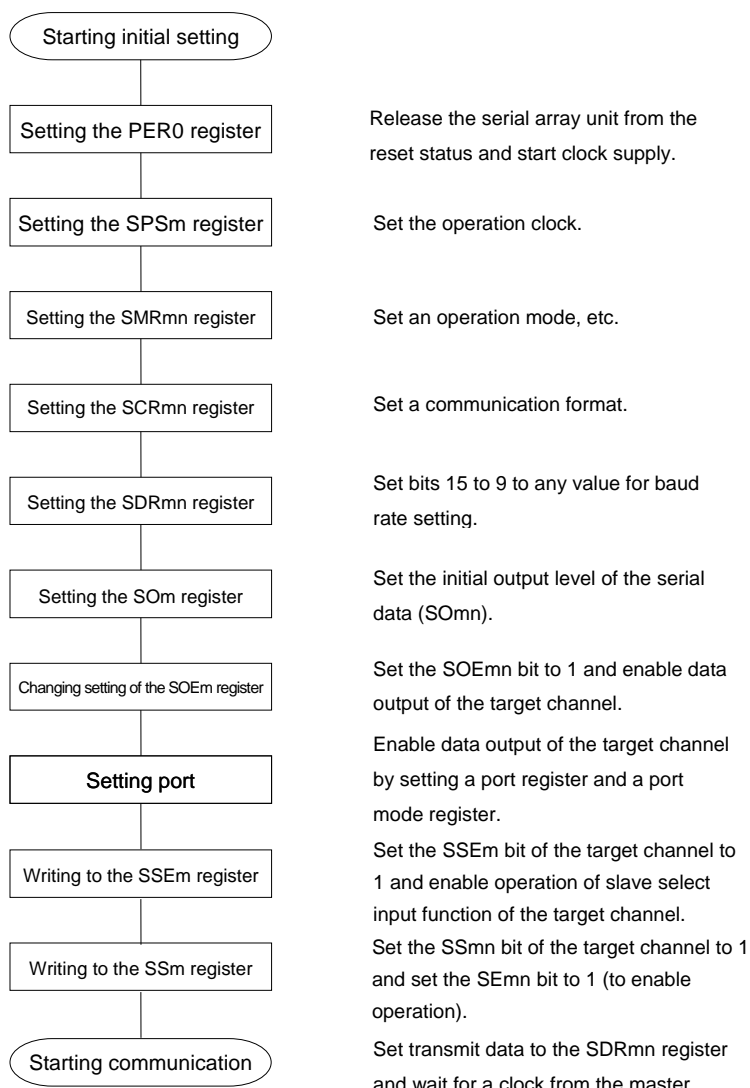 Starting initial setting
Setting the PER0 register
Release the serial array unit from the
reset status and start clock supply.
Setting the SPSm register
Set the operation clock.
Setting the SMRmn register
Set an operation mode, etc.
Setting the SCRmn register
Set a communication format.
Setting the SDRmn register
Set bits 15 to 9 to any value for baud
rate setting.
Setting the SOm register
Set the initial output level of the serial
data (SOmn).
Changing setting of the SOEm register
Set the SOEmn bit to 1 and enable data
output of the target channel.
Setting port
Enable data output of the target channel
by setting a port register and a port
mode register.
Writing to the SSEm register
Set the SSEm bit of the target channel to
1 and enable operation of slave select
input function of the target channel.
Writing to the SSm register
Set the SSmn bit of the target channel to 1
and set the SEmn bit to 1 (to enable
operation).
Starting communication
Set transmit data to the SDRmn register
and wait for a clock from the master